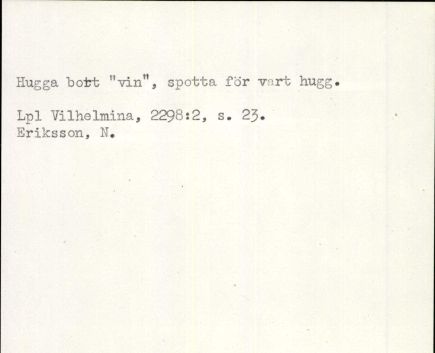 Hugga bort "vin", spotta för vart hugg.
Lpl Vilhelmina, 2298:2, s. 23.
Eriksson, N.